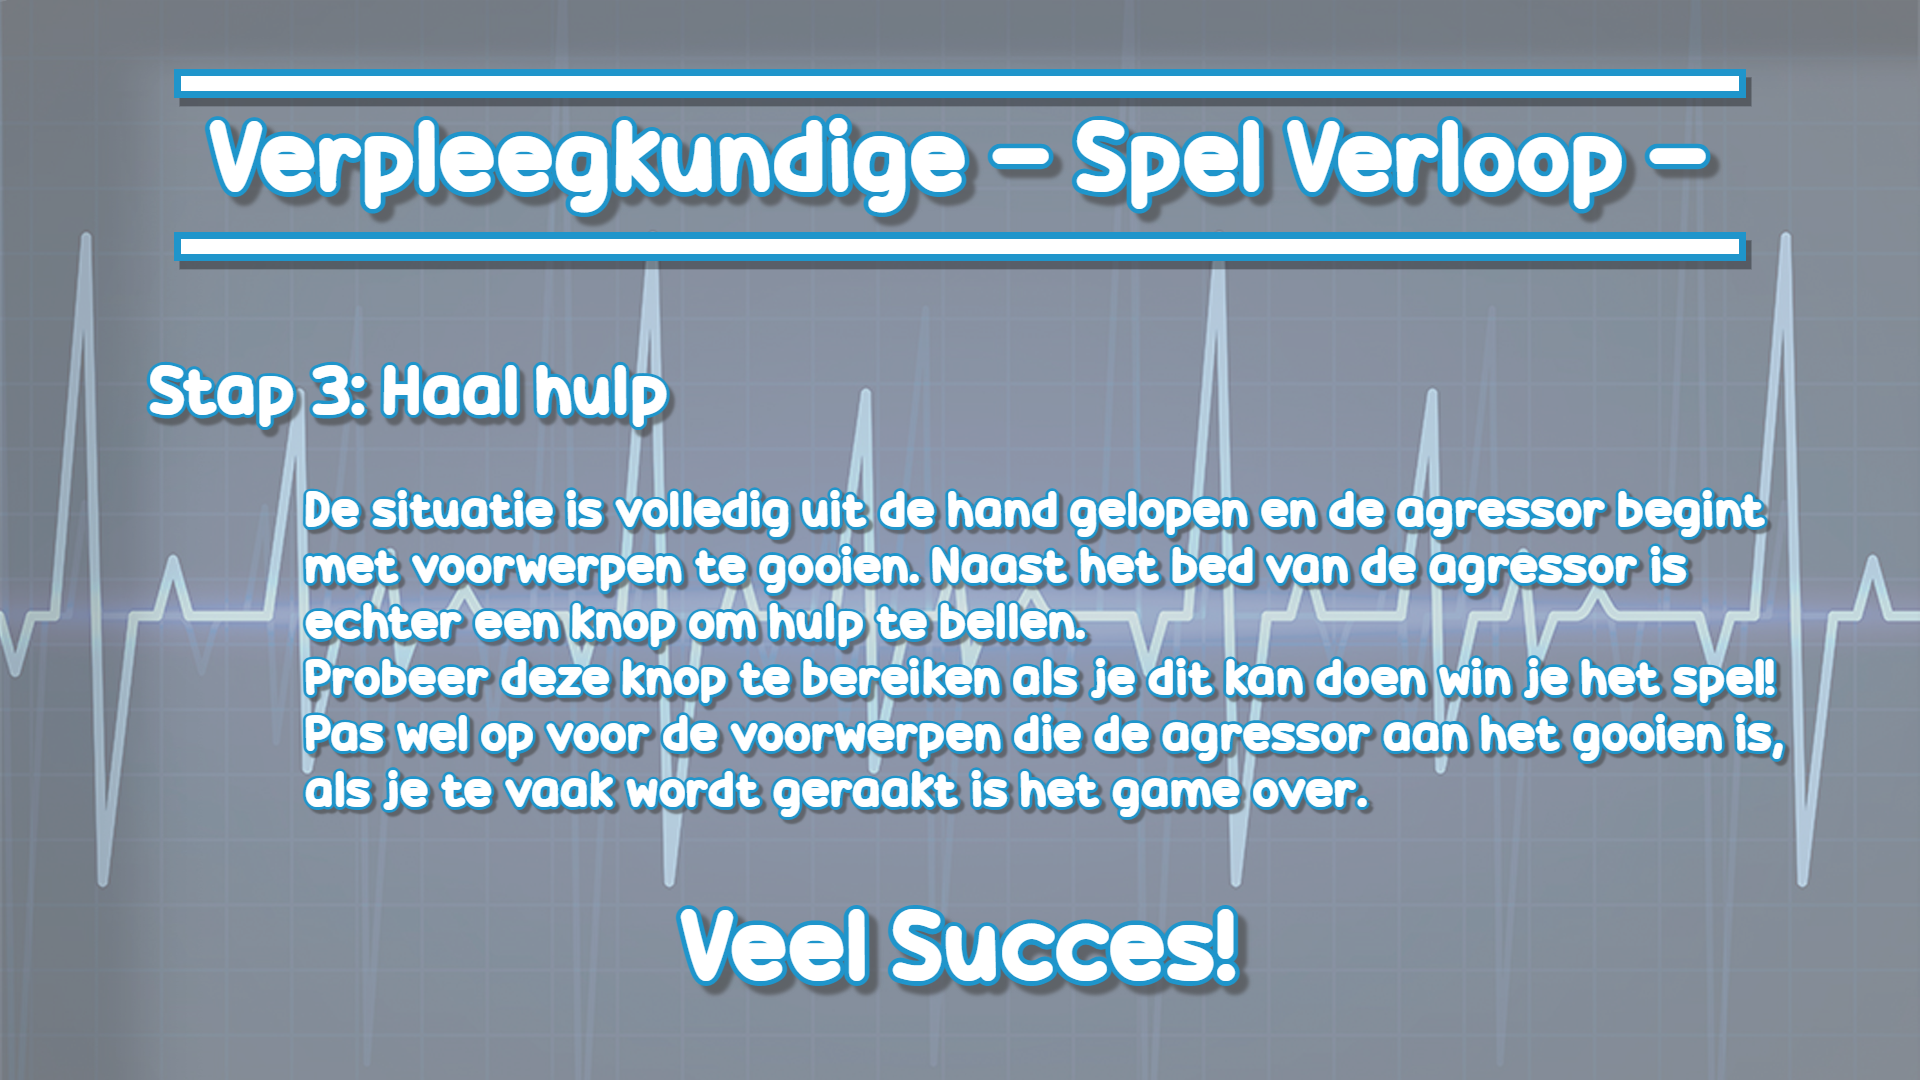 Verpleegkundige – Spel Verloop –
Stap 3: Haal hulp
De situatie is volledig uit de hand gelopen en de agressor begint
met voorwerpen te gooien. Naast het bed van de agressor is
echter een knop om hulp te bellen.
Probeer deze knop te bereiken als je dit kan doen win je het spel!
Pas wel op voor de voorwerpen die de agressor aan het gooien is,
als je te vaak wordt geraakt is het game over.
Veel Succes!